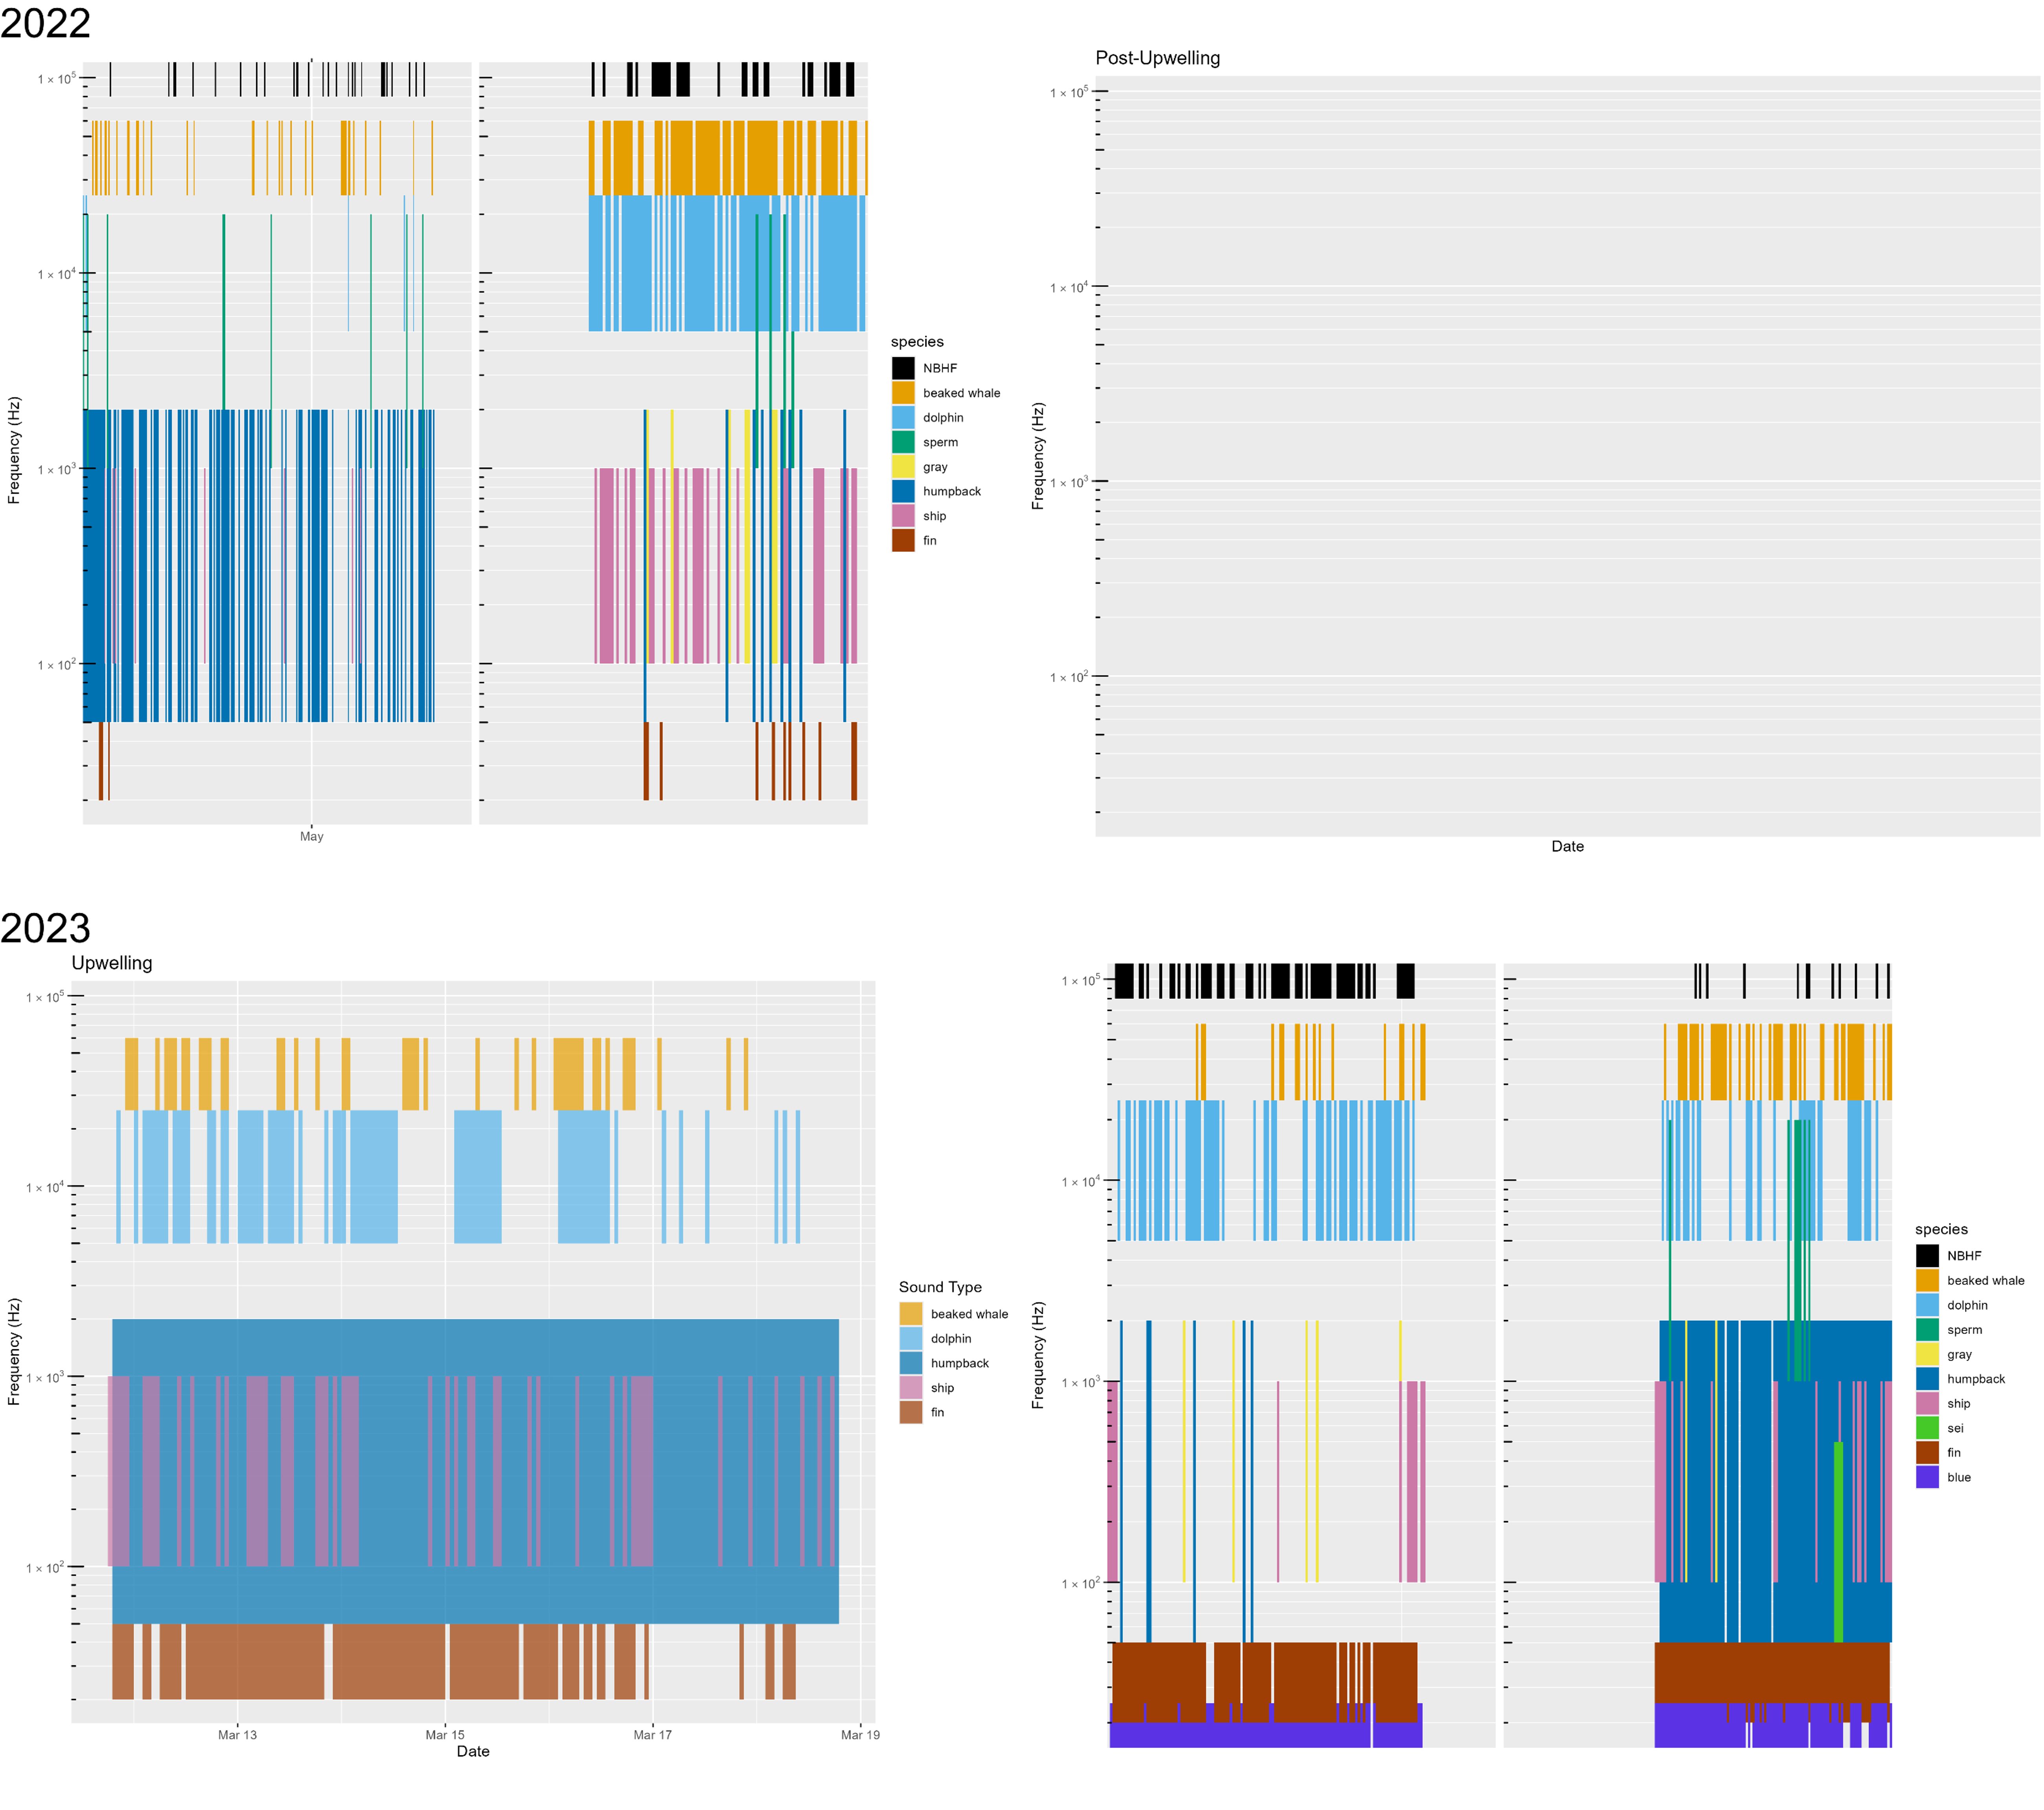 2022
1 × 10⁵
1 × 10⁴
1 × 10³
1 × 10²
Frequency (Hz)
May
species
NBHF
beaked whale
dolphin
sperm
gray
humpback
ship
fin
Post-Upwelling
1 × 10⁵
1 × 10⁴
1 × 10³
1 × 10²
Frequency (Hz)
Date
2023
Upwelling
1 × 10⁵
1 × 10⁴
1 × 10³
1 × 10²
Frequency (Hz)
Mar 13
Mar 15
Mar 17
Mar 19
Date
Sound Type
beaked whale
dolphin
humpback
ship
fin
1 × 10⁵
1 × 10⁴
1 × 10³
1 × 10²
Frequency (Hz)
species
NBHF
beaked whale
dolphin
sperm
gray
humpback
ship
sei
fin
blue